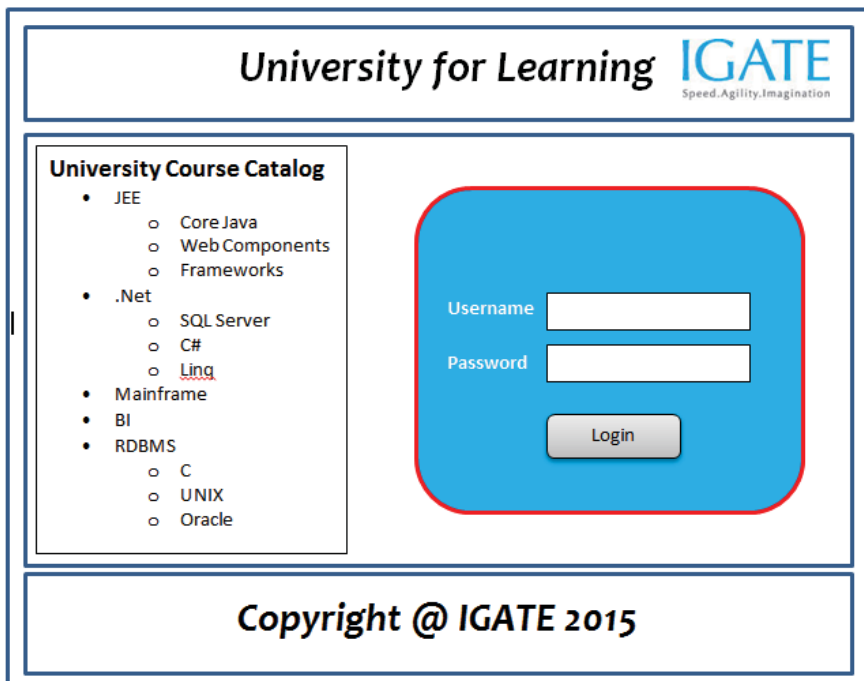 University for Learning
IGATE
Speed.Agility.Imagination
University Course Catalog
• JEE
o Core Java
o Web Components
o Frameworks
• .Net
o SQL Server
o C#
o Linq
• Mainframe
• BI
• RDBMS
o C
o UNIX
o Oracle
Username
Password
Login
Copyright @ IGATE 2015